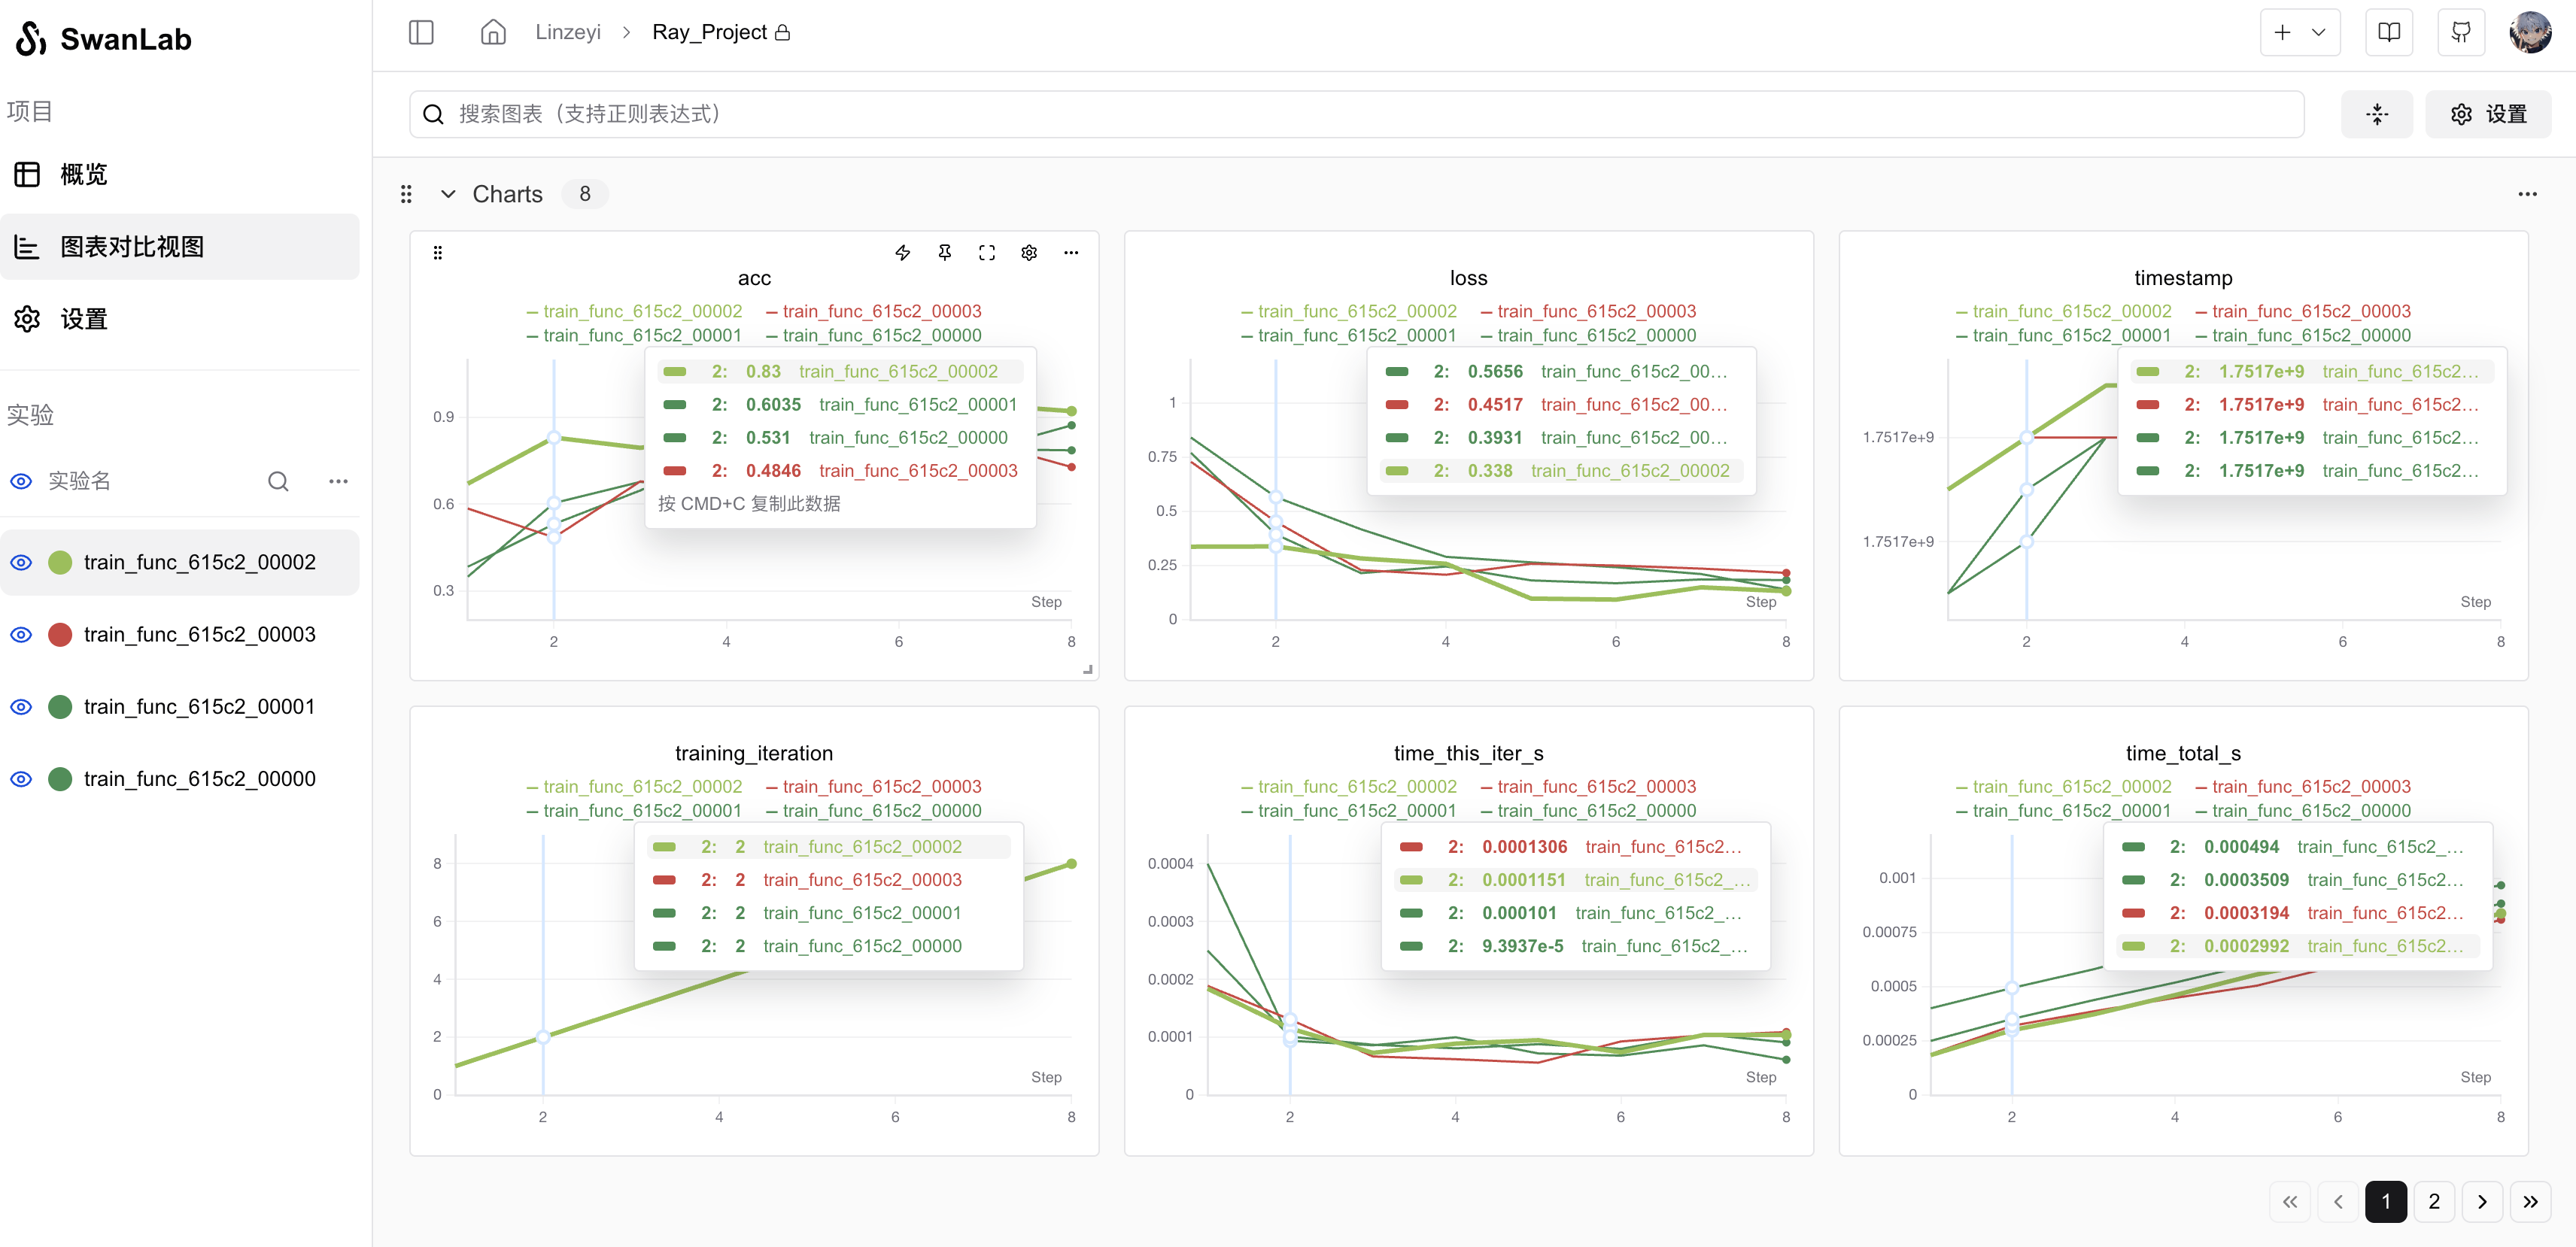 SwanLab
Linzeyi > Ray_Project
项目
概览
图表对比视图
设置
实验
实验名
train_func_615c2_00002
train_func_615c2_00003
train_func_615c2_00001
train_func_615c2_00000
搜索图表（支持正则表达式）
设置
Charts 8
acc
train_func_615c2_00002 train_func_615c2_00003
train_func_615c2_00001 train_func_615c2_00000
2: 0.83 train_func_615c2_00002
2: 0.6035 train_func_615c2_00001
2: 0.531 train_func_615c2_00000
2: 0.4846 train_func_615c2_00003
按 CMD+C 复制此数据
0.9
0.6
0.3
Step
2 4 6 8
loss
train_func_615c2_00002 train_func_615c2_00003
train_func_615c2_00001 train_func_615c2_00000
2: 0.5656 train_func_615c2_00...
2: 0.4517 train_func_615c2_00...
2: 0.3931 train_func_615c2_00...
2: 0.338 train_func_615c2_00002
1
0.75
0.5
0.25
0
Step
2 4 6 8
timestamp
train_func_615c2_00002 train_func_615c2_00003
train_func_615c2_00001 train_func_615c2_00000
2: 1.7517e+9 train_func_615c2...
2: 1.7517e+9 train_func_615c2...
2: 1.7517e+9 train_func_615c2...
2: 1.7517e+9 train_func_615c2...
1.7517e+9
1.7517e+9
Step
2 4 6 8
training_iteration
train_func_615c2_00002 train_func_615c2_00003
train_func_615c2_00001 train_func_615c2_00000
2: 2 train_func_615c2_00002
2: 2 train_func_615c2_00003
2: 2 train_func_615c2_00001
2: 2 train_func_615c2_00000
8
6
4
2
0
Step
2 4 6 8
time_this_iter_s
train_func_615c2_00002 train_func_615c2_00003
train_func_615c2_00001 train_func_615c2_00000
2: 0.0001306 train_func_615c2...
2: 0.0001151 train_func_615c2_...
2: 0.000101 train_func_615c2_...
2: 9.3937e-5 train_func_615c2_...
0.0004
0.0003
0.0002
0.0001
0
Step
2 4 6 8
time_total_s
train_func_615c2_00002 train_func_615c2_00003
train_func_615c2_00001 train_func_615c2_00000
2: 0.000494 train_func_615c2_...
2: 0.0003509 train_func_615c2...
2: 0.0003194 train_func_615c2...
2: 0.0002992 train_func_615c2...
0.001
0.00075
0.0005
0.00025
0
Step
2 4 6 8
1 2